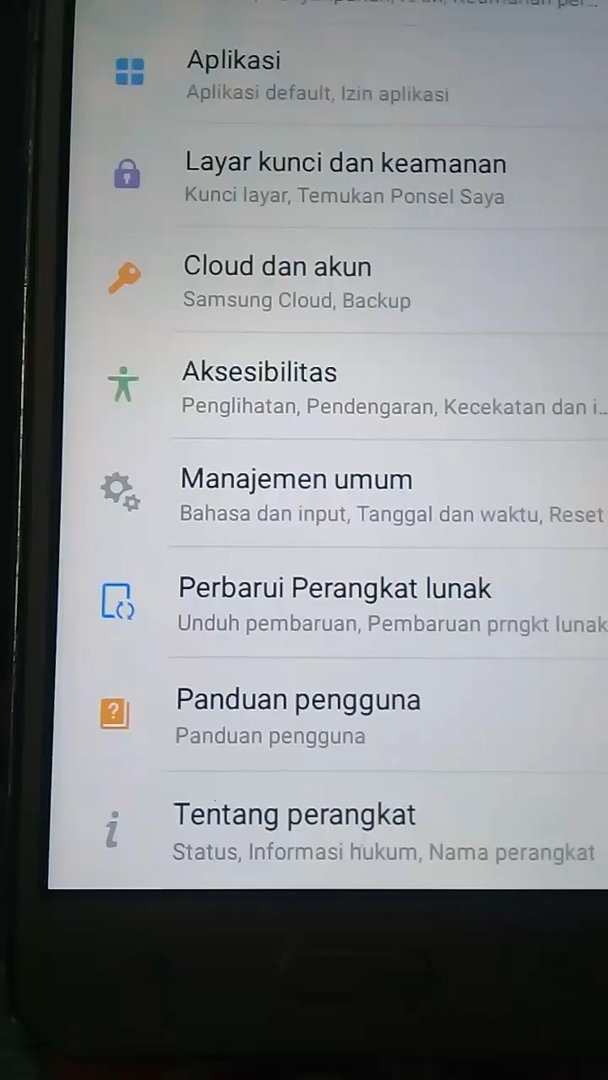 Aplikasi
Aplikasi default, Izin aplikasi
Layar kunci dan keamanan
Kunci layar, Temukan Ponsel Saya
Cloud dan akun
Samsung Cloud, Backup
Aksesibilitas
Penglihatan, Pendengaran, Kecekatan dan i...
Manajemen umum
Bahasa dan input, Tanggal dan waktu, Reset
Perbarui Perangkat lunak
Unduh pembaruan, Pembaruan prngkt lunak
Panduan pengguna
Panduan pengguna
Tentang perangkat
Status, Informasi hukum, Nama perangkat